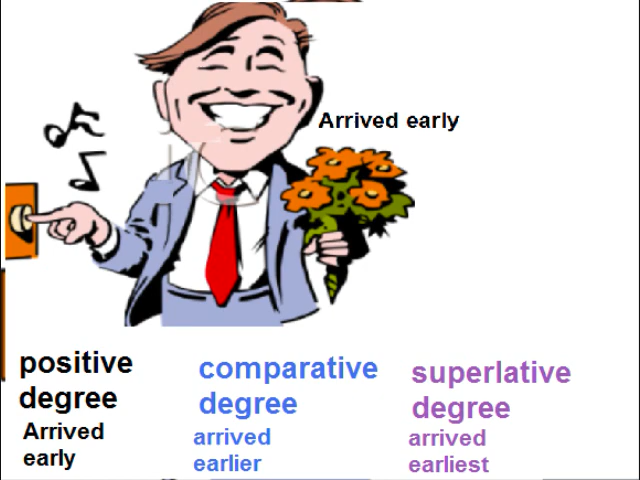 Arrived early
positive
degree
Arrived
early
comparative
degree
arrived
earlier
superlative
degree
arrived
earliest